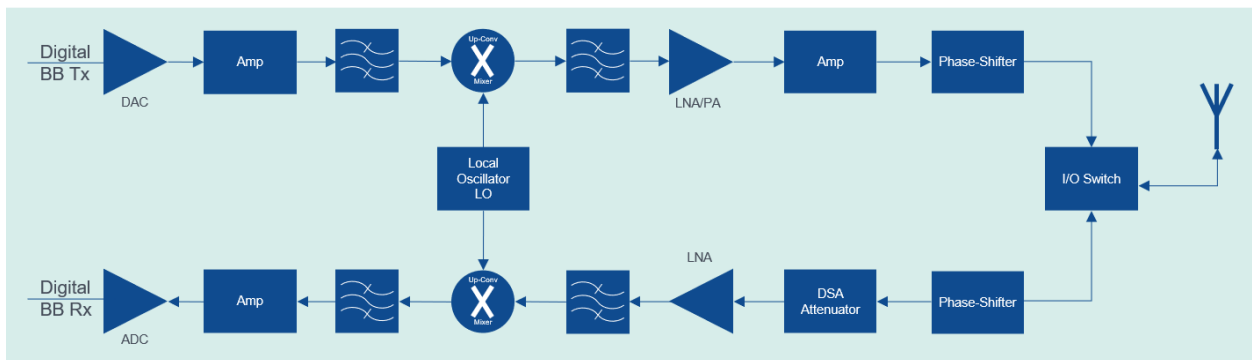 Digital
BB Tx
DAC
Amp
Up-Conv
Mixer
LNA/PA
Amp
Phase-Shifter
Local
Oscillator
LO
I/O Switch
Digital
BB Rx
ADC
Amp
Up-Conv
Mixer
LNA
DSA
Attenuator
Phase-Shifter